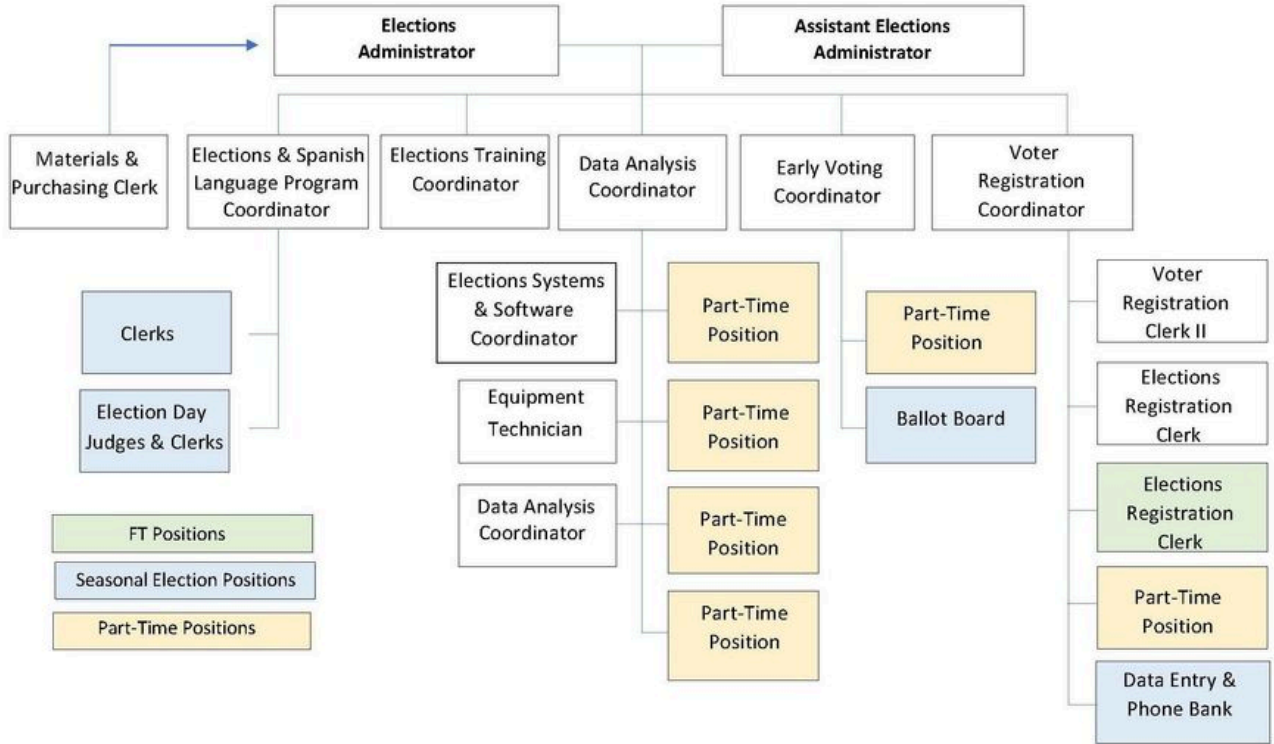 Elections
Administrator
Assistant Elections
Administrator
Materials &
Purchasing Clerk
Elections & Spanish
Language Program
Coordinator
Elections Training
Coordinator
Data Analysis
Coordinator
Early Voting
Coordinator
Voter
Registration
Coordinator
Clerks
Election Day
Judges & Clerks
Elections Systems
& Software
Coordinator
Equipment
Technician
Data Analysis
Coordinator
Part-Time
Position
Part-Time
Position
Part-Time
Position
Part-Time
Position
Part-Time
Position
Ballot Board
Voter
Registration
Clerk II
Elections
Registration
Clerk
Elections
Registration
Clerk
Part-Time
Position
Data Entry &
Phone Bank
FT Positions
Seasonal Election Positions
Part-Time Positions